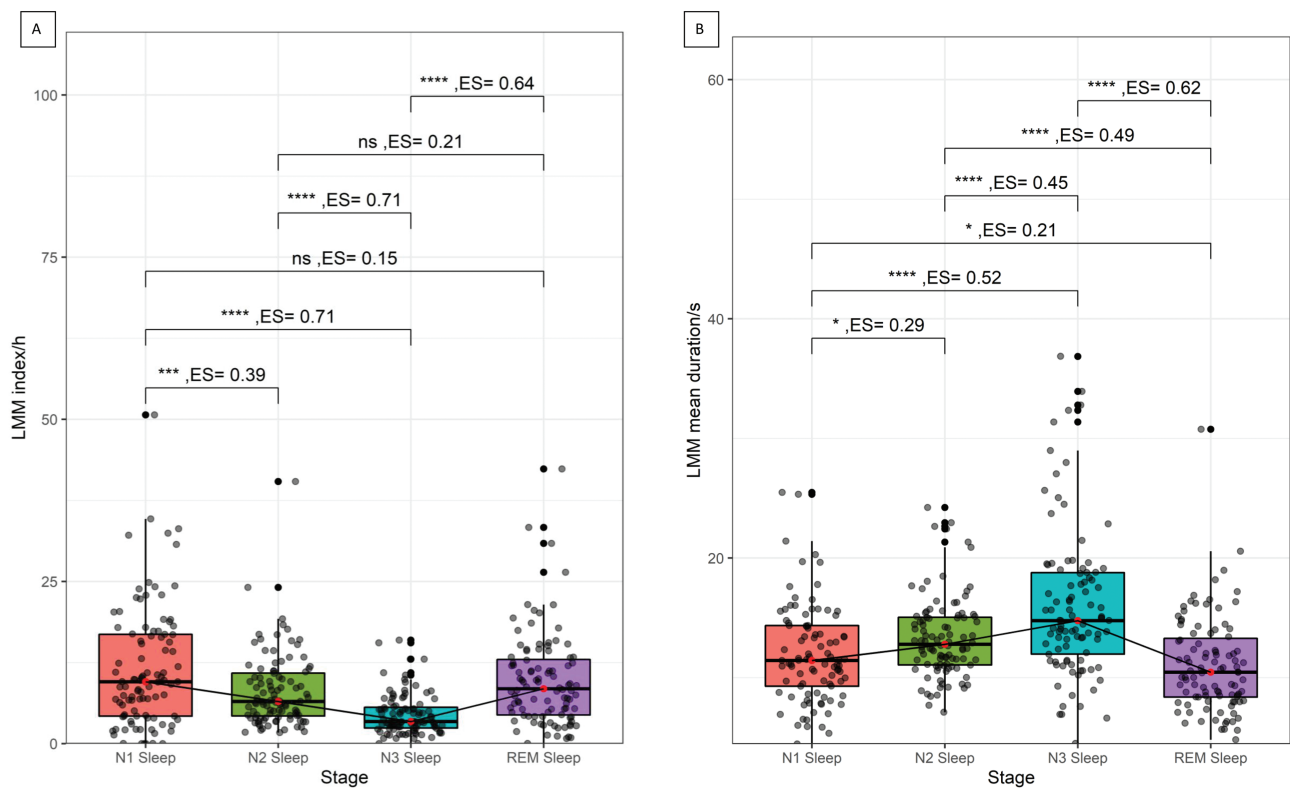 A
LMM index/h
100
75
50
25
0
**** ,ES= 0.64
ns ,ES= 0.21
**** ,ES= 0.71
ns ,ES= 0.15
**** ,ES= 0.71
*** ,ES= 0.39
N1 Sleep N2 Sleep N3 Sleep REM Sleep
Stage
B
LMM mean duration/s
60
40
20
**** ,ES= 0.62
**** ,ES= 0.49
**** ,ES= 0.45
* ,ES= 0.21
**** ,ES= 0.52
* ,ES= 0.29
N1 Sleep N2 Sleep N3 Sleep REM Sleep
Stage